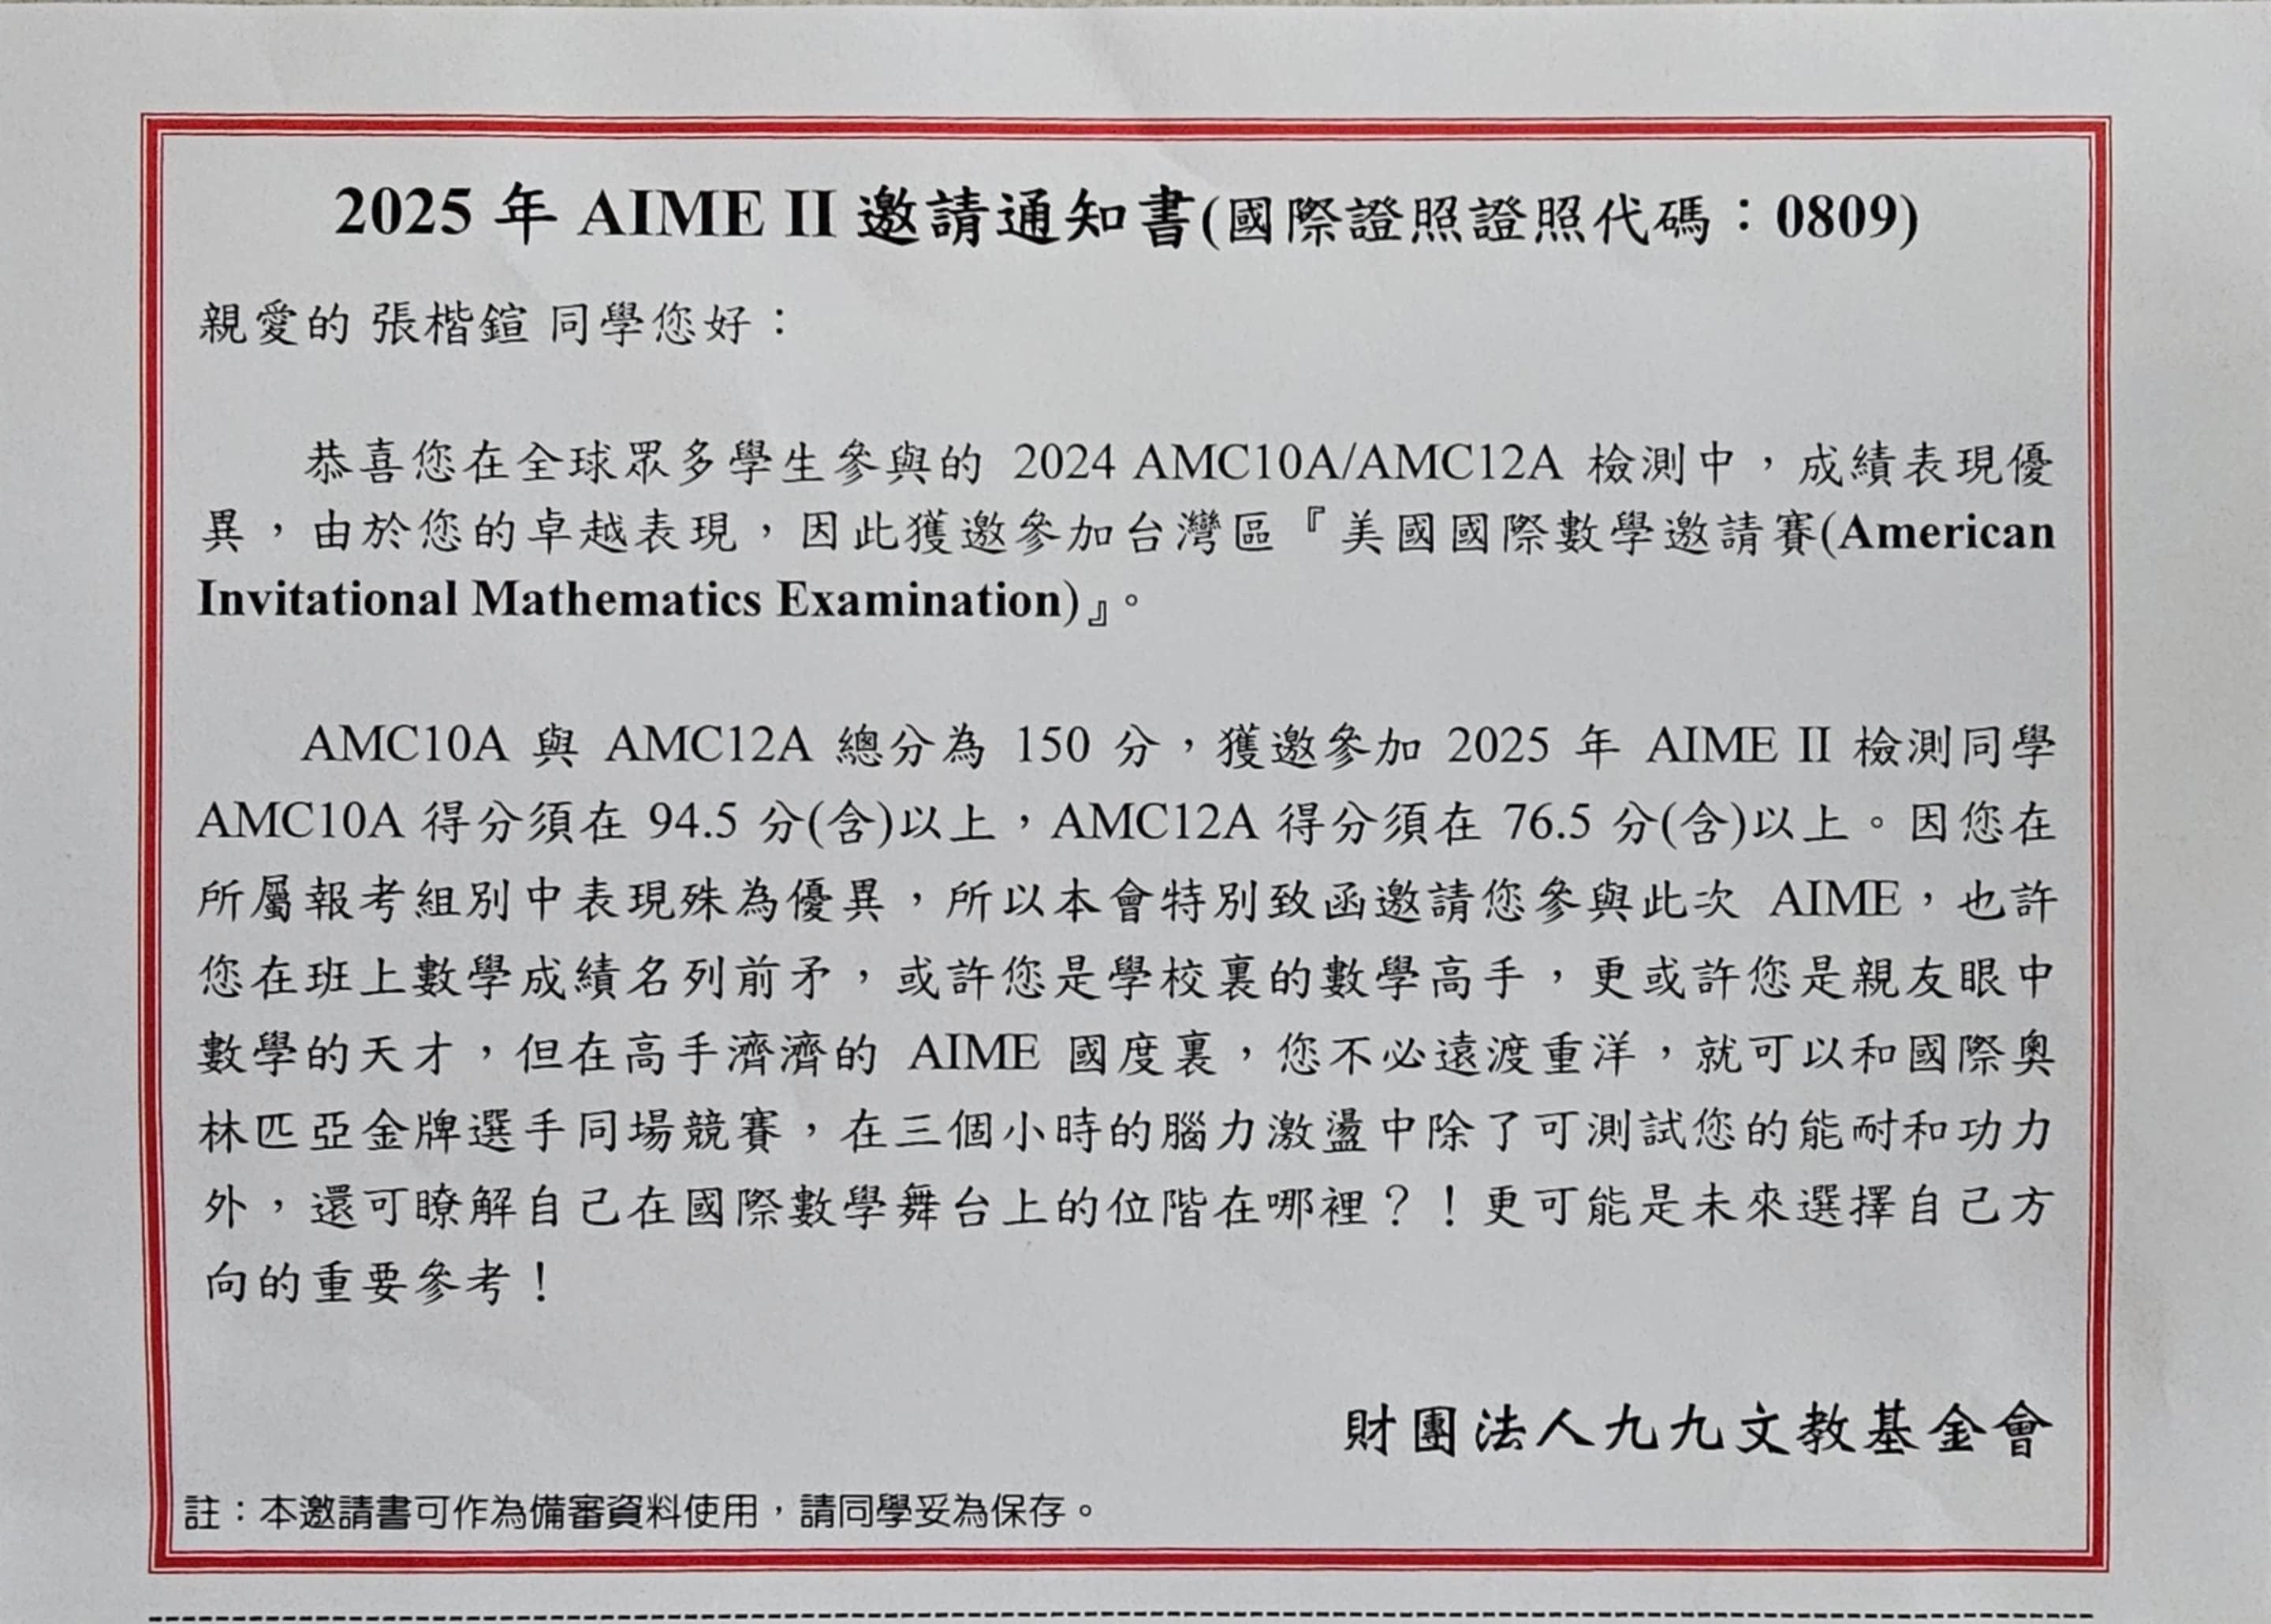 2025 年 AIME II 邀請通知書(國際證照證照代碼：0809)
親愛的 張楷鍹 同學您好：
恭喜您在全球眾多學生參與的 2024 AMC10A/AMC12A 檢測中，成績表現優
異，由於您的卓越表現，因此獲邀參加台灣區『美國國際數學邀請賽(American
Invitational Mathematics Examination)』。
AMC10A 與 AMC12A 總分為 150 分，獲邀參加 2025 年 AIME II 檢測同學
AMC10A 得分須在 94.5 分(含)以上，AMC12A 得分須在 76.5 分(含)以上。因您在
所屬報考組別中表現殊為優異，所以本會特別致函邀請您參與此次 AIME，也許
您在班上數學成績名列前矛，或許您是學校裏的數學高手，更或許您是親友眼中
數學的天才，但在高手濟濟的 AIME 國度裏，您不必遠渡重洋，就可以和國際奧
林匹亞金牌選手同場競賽，在三個小時的腦力激盪中除了可測試您的能耐和功力
外，還可瞭解自己在國際數學舞台上的位階在哪裡？！更可能是未來選擇自己方
向的重要參考！
財團法人九九文教基金會
註：本邀請書可作為備審資料使用，請同學妥為保存。